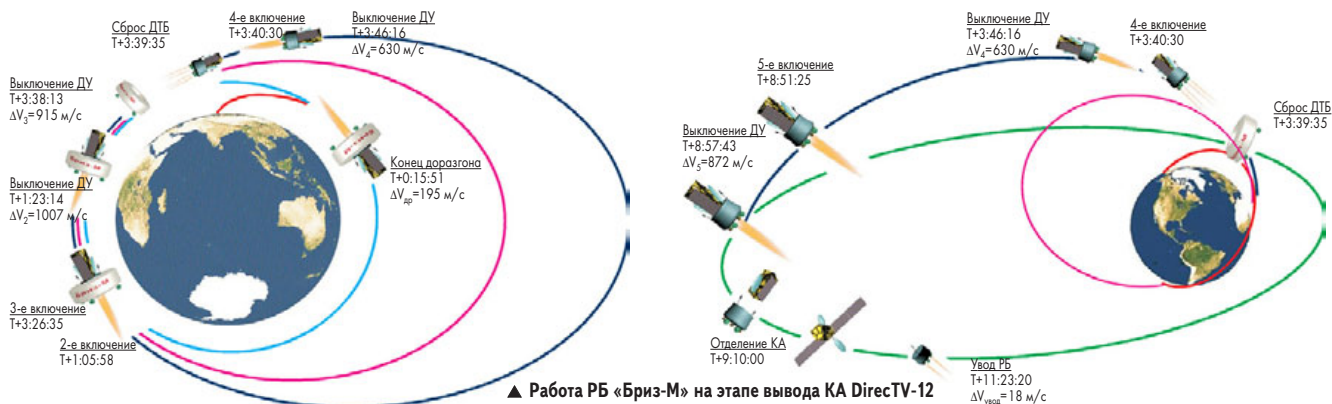 4-е включение
T+3:40:30
Выключение ДУ
T+3:46:16
ΔV₄=630 м/с
Сброс ДТБ
T+3:39:35
Выключение ДУ
T+3:38:13
ΔV₃=915 м/с
Бриз-М
Выключение ДУ
T+1:23:14
ΔV₂=1007 м/с
Бриз-М
3-е включение
T+3:26:35
2-е включение
T+1:05:58
Бриз-М
Конец доразгона
T+0:15:51
ΔVдр=195 м/с
Выключение ДУ
T+3:46:16
ΔV₄=630 м/с
4-е включение
T+3:40:30
5-е включение
T+8:51:25
Сброс ДТБ
T+3:39:35
Выключение ДУ
T+8:57:43
ΔV₅=872 м/с
Отделение КА
T+9:10:00
Увод РБ
T+11:23:20
ΔVувод=18 м/с
▲ Работа РБ «Бриз-М» на этапе вывода КА DirecTV-12